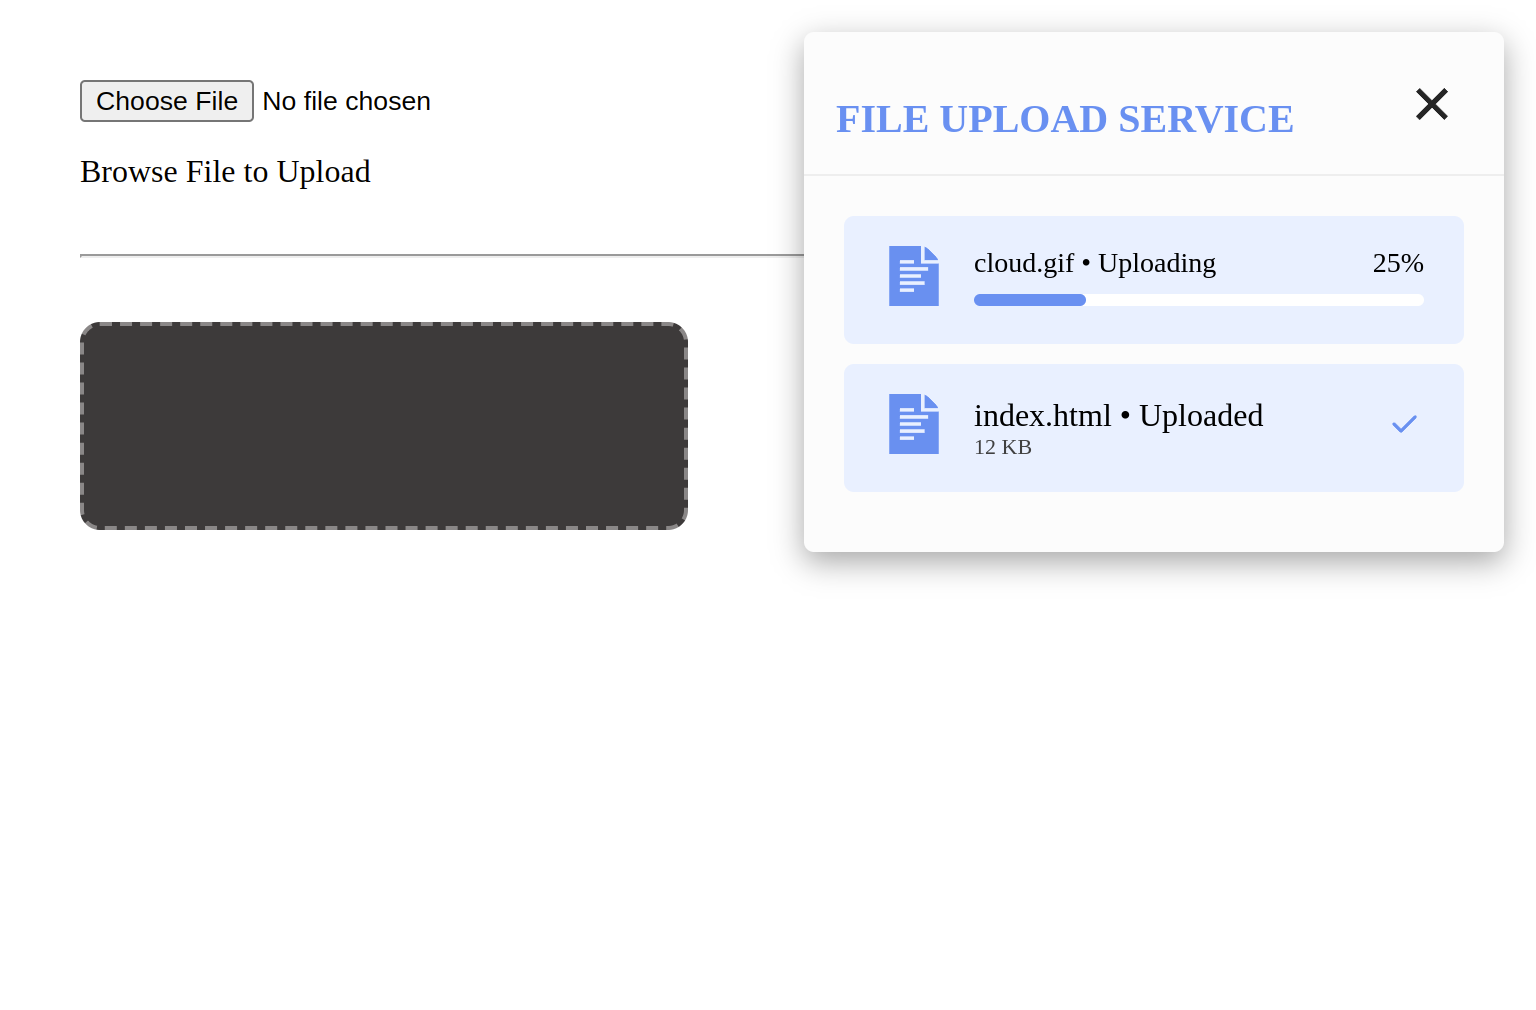 Choose File No file chosen
Browse File to Upload
FILE UPLOAD SERVICE
cloud.gif • Uploading 25%
index.html • Uploaded
12 KB